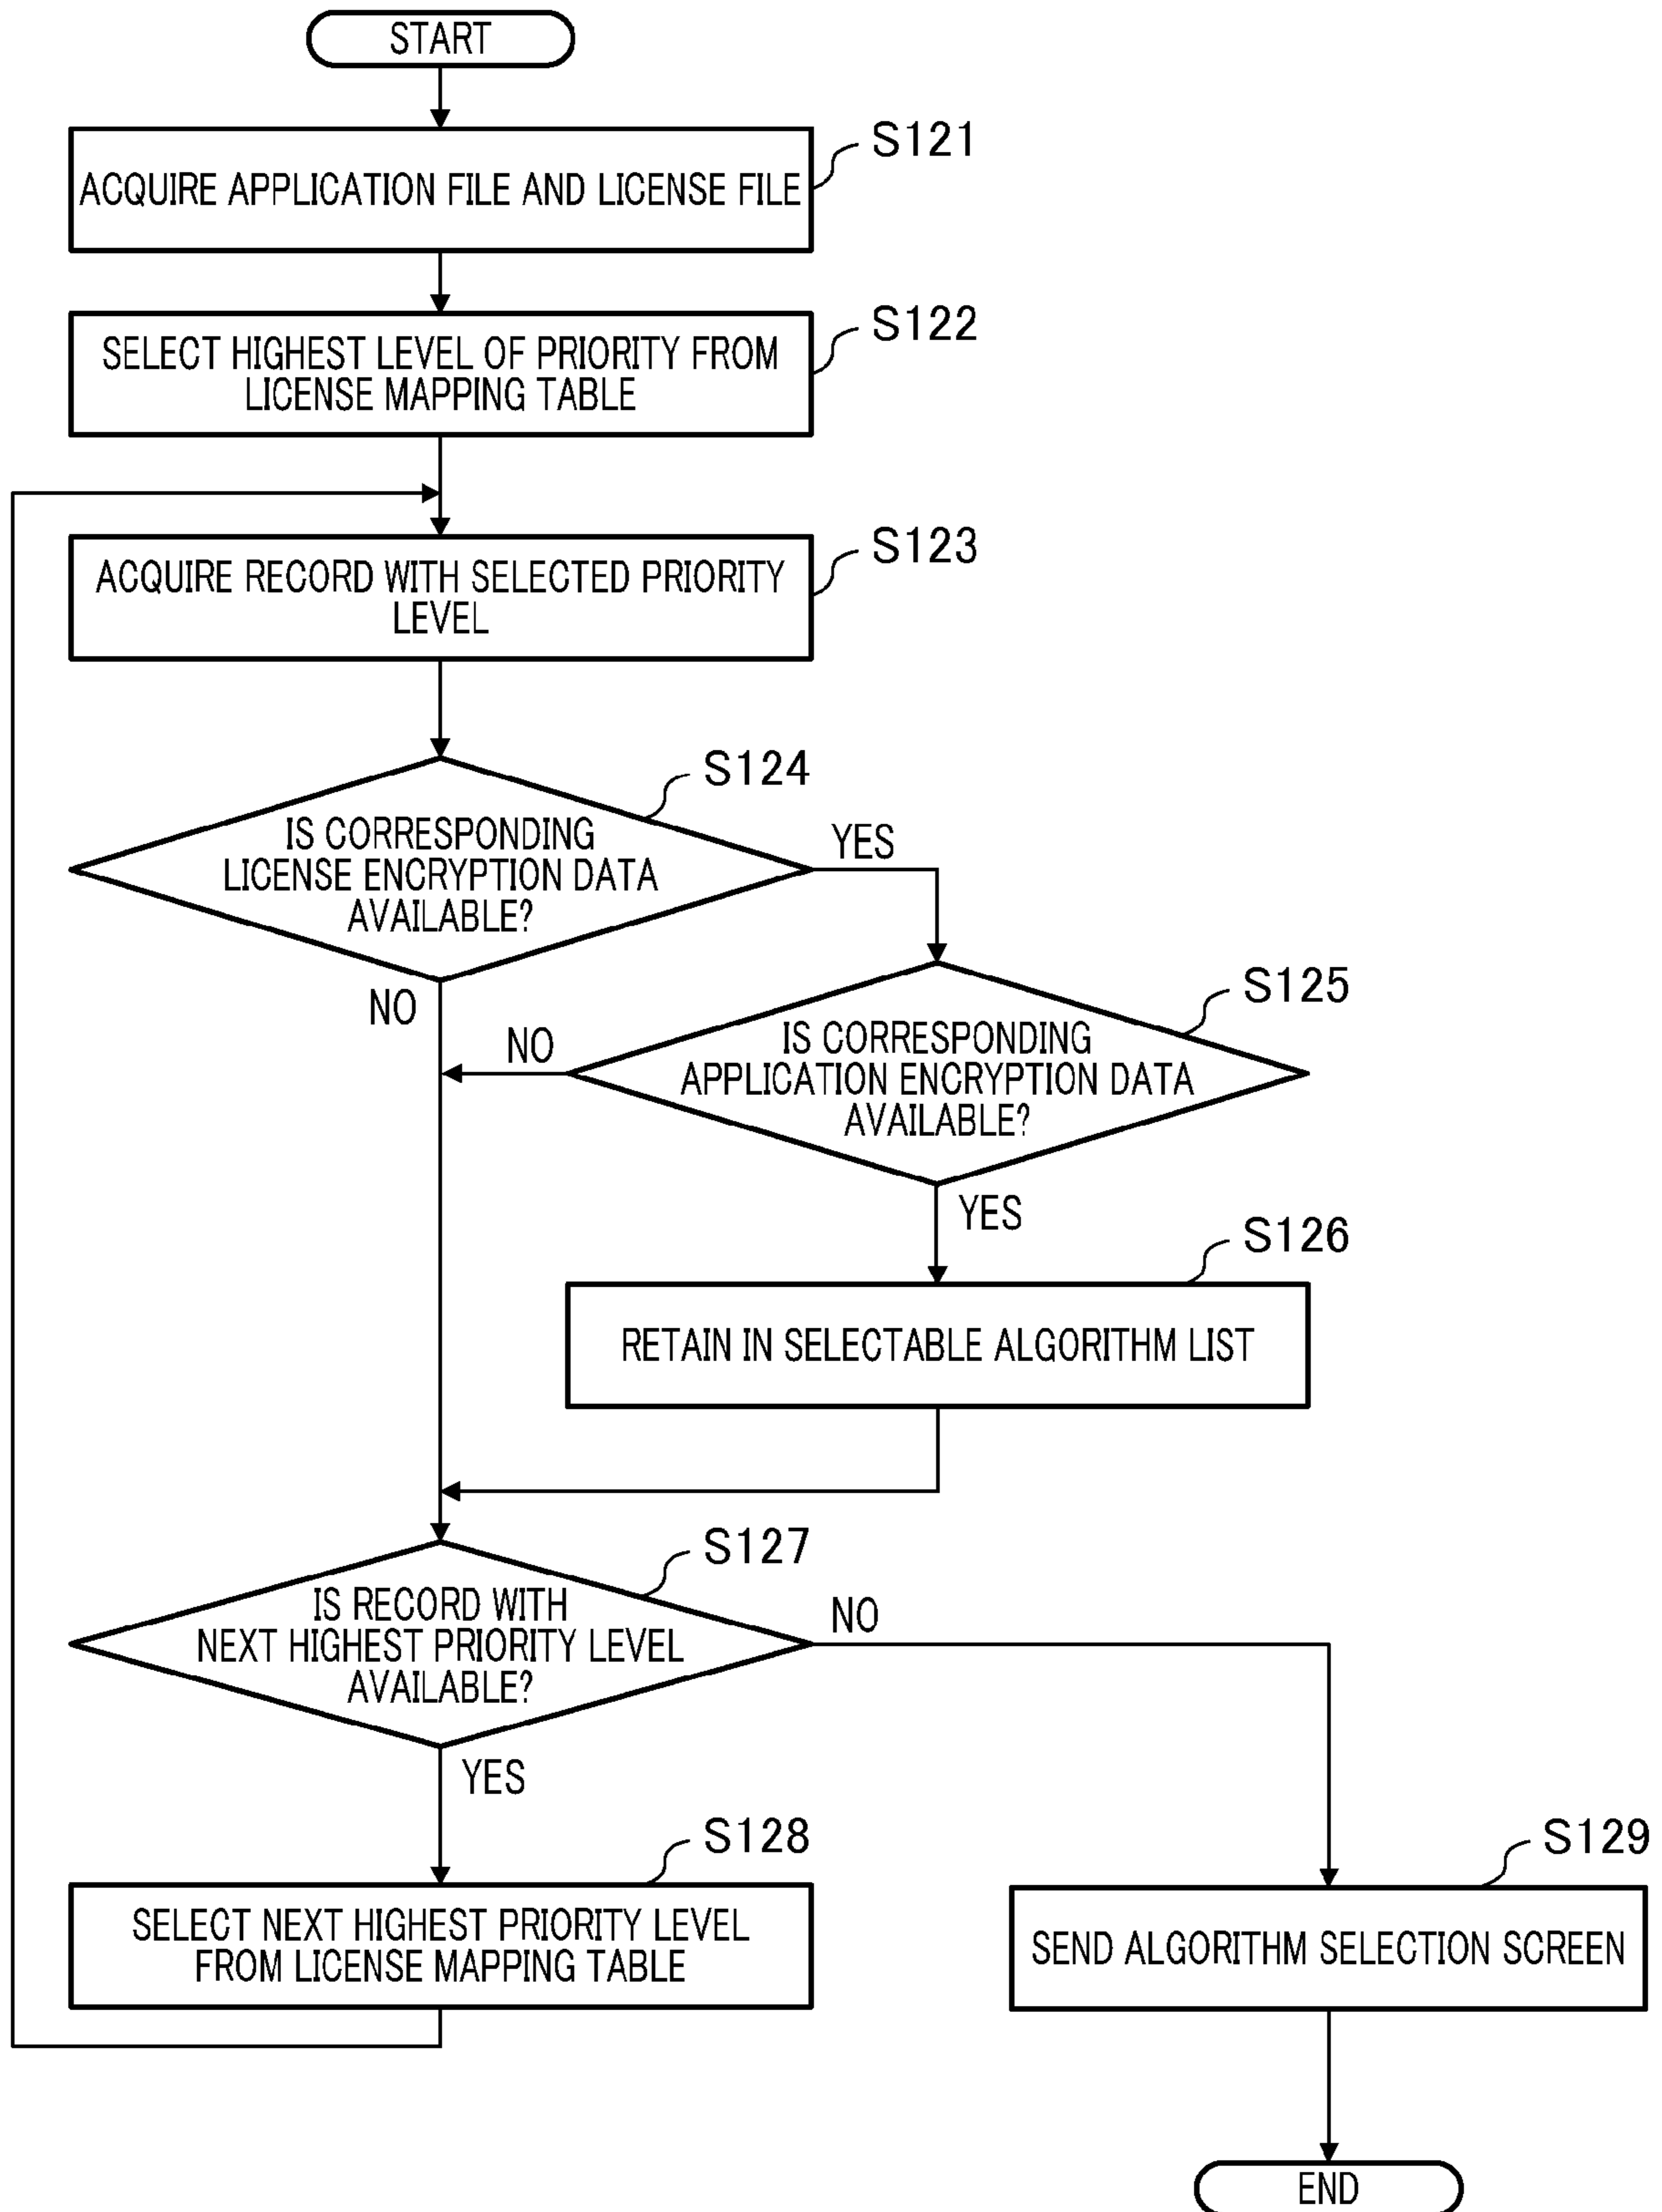 START
S121
ACQUIRE APPLICATION FILE AND LICENSE FILE
S122
SELECT HIGHEST LEVEL OF PRIORITY FROM
LICENSE MAPPING TABLE
S123
ACQUIRE RECORD WITH SELECTED PRIORITY
LEVEL
S124
IS CORRESPONDING
LICENSE ENCRYPTION DATA
AVAILABLE?
YES
NO
S125
IS CORRESPONDING
APPLICATION ENCRYPTION DATA
AVAILABLE?
NO
YES
S126
RETAIN IN SELECTABLE ALGORITHM LIST
S127
IS RECORD WITH
NEXT HIGHEST PRIORITY LEVEL
AVAILABLE?
NO
YES
S128
SELECT NEXT HIGHEST PRIORITY LEVEL
FROM LICENSE MAPPING TABLE
S129
SEND ALGORITHM SELECTION SCREEN
END